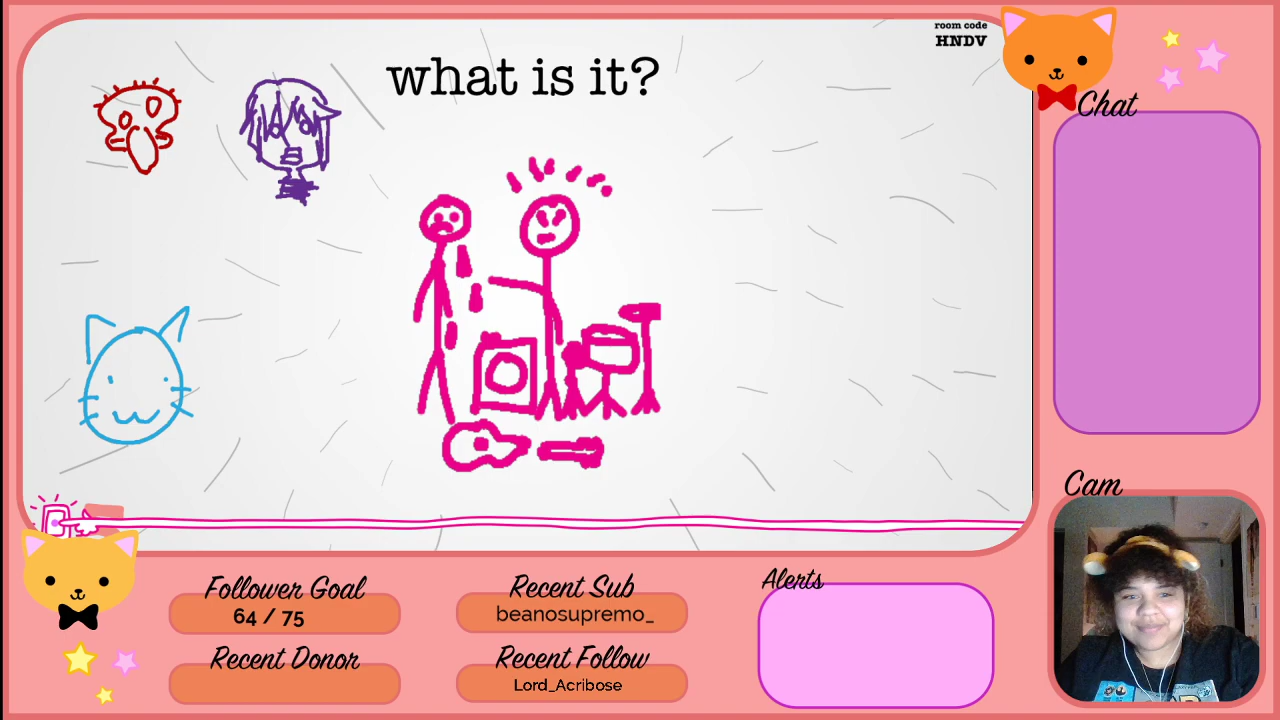 room code
HNDV
what is it?
Chat
Cam
Follower Goal
64 / 75
Recent Sub
beanosupremo_
Alerts
Recent Donor
Recent Follow
Lord_Acribose